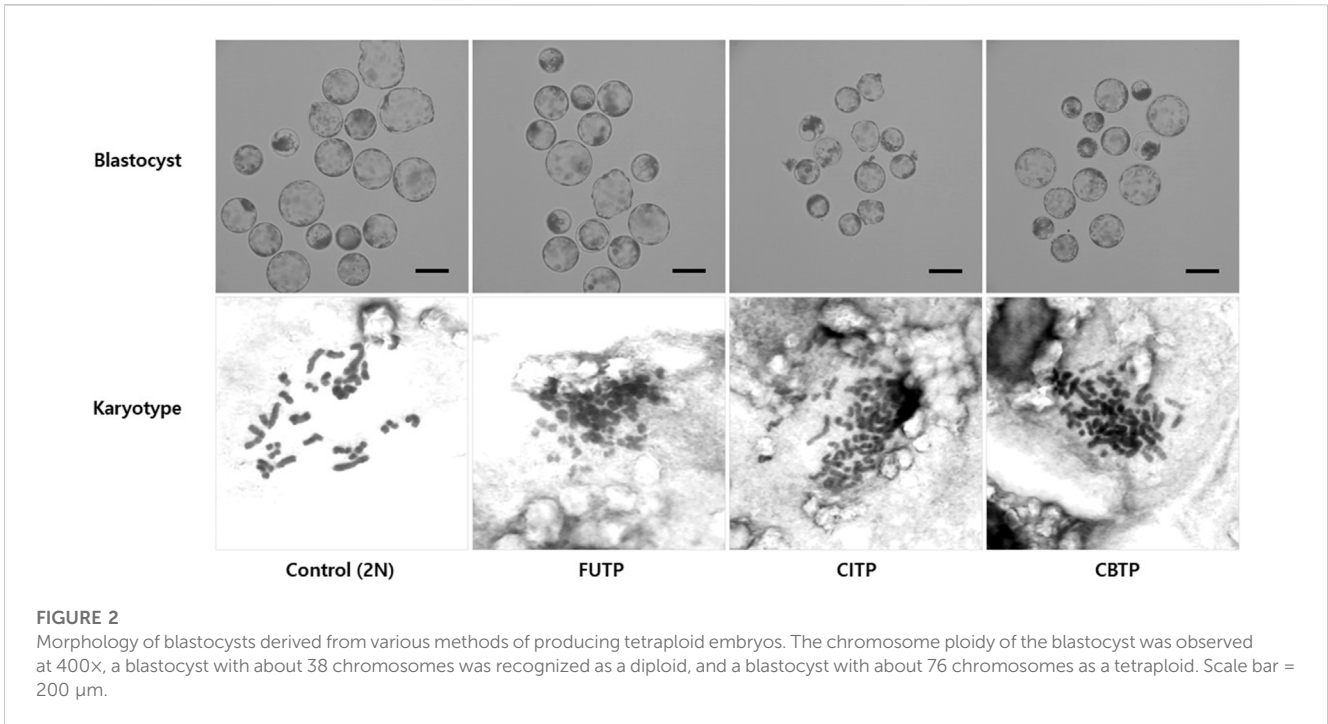 Blastocyst
Karyotype
Control (2N)
FUTP
CITP
CBTP
FIGURE 2
Morphology of blastocysts derived from various methods of producing tetraploid embryos. The chromosome ploidy of the blastocyst was observed
at 400×, a blastocyst with about 38 chromosomes was recognized as a diploid, and a blastocyst with about 76 chromosomes as a tetraploid. Scale bar =
200 μm.